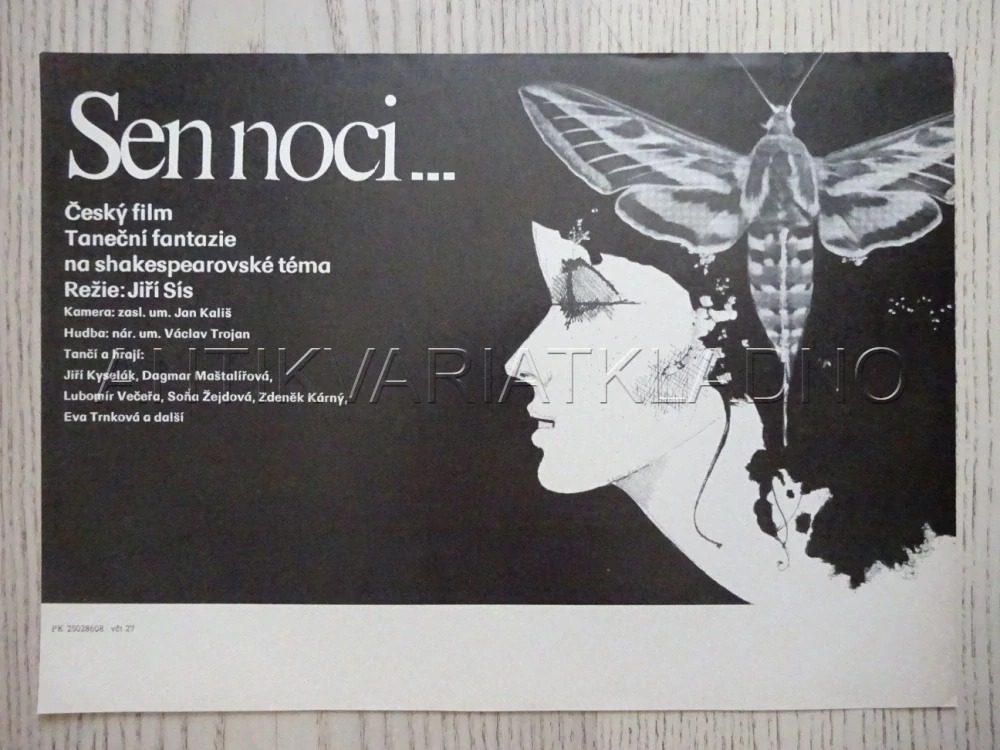 Sen noci...
Český film
Taneční fantazie
na shakespearovské téma
Režie: Jiří Sís
Kamera: zasl. um. Jan Kališ
Hudba: nár. um. Václav Trojan
Tančí a hrají:
Jiří Kyselák, Dagmar Maštalířová,
Lubomír Večeřa, Soňa Žejdová, Zdeněk Kárný,
Eva Trnková a další
ANTIKVARIATKLADNO
PK 25028608 včt 27